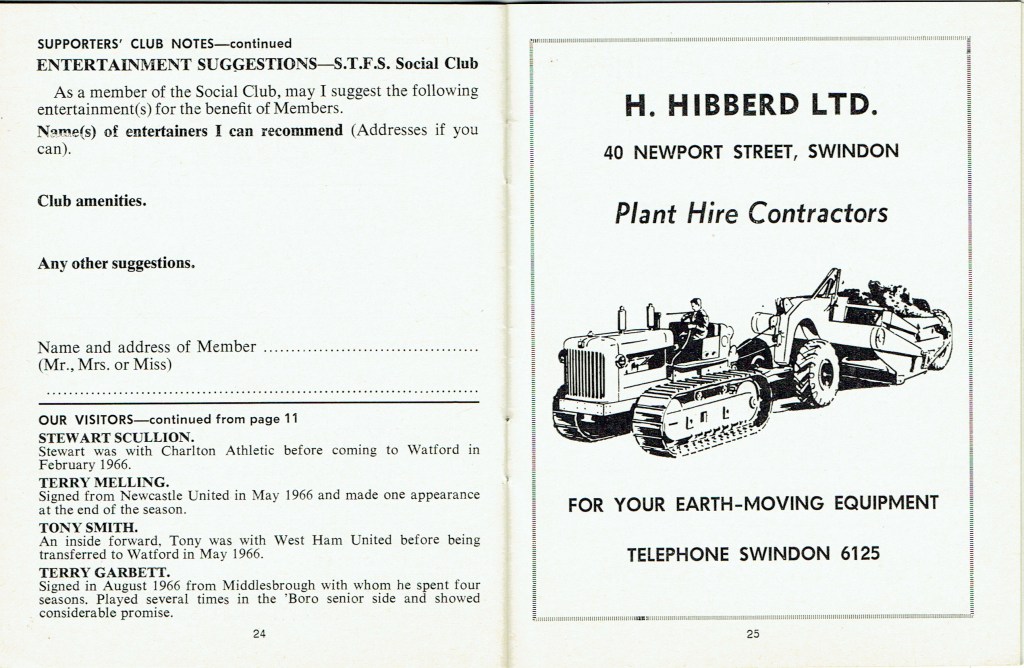 SUPPORTERS' CLUB NOTES—continued
ENTERTAINMENT SUGGESTIONS—S.T.F.S. Social Club
As a member of the Social Club, may I suggest the following
entertainment(s) for the benefit of Members.
Name(s) of entertainers I can recommend (Addresses if you
can).
Club amenities.
Any other suggestions.
Name and address of Member ........................................
(Mr., Mrs. or Miss)
................................................................................
OUR VISITORS—continued from page 11
STEWART SCULLION.
Stewart was with Charlton Athletic before coming to Watford in
February 1966.
TERRY MELLING.
Signed from Newcastle United in May 1966 and made one appearance
at the end of the season.
TONY SMITH.
An inside forward, Tony was with West Ham United before being
transferred to Watford in May 1966.
TERRY GARBETT.
Signed in August 1966 from Middlesbrough with whom he spent four
seasons. Played several times in the 'Boro senior side and showed
considerable promise.
24
H. HIBBERD LTD.
40 NEWPORT STREET, SWINDON
Plant Hire Contractors
FOR YOUR EARTH-MOVING EQUIPMENT
TELEPHONE SWINDON 6125
25